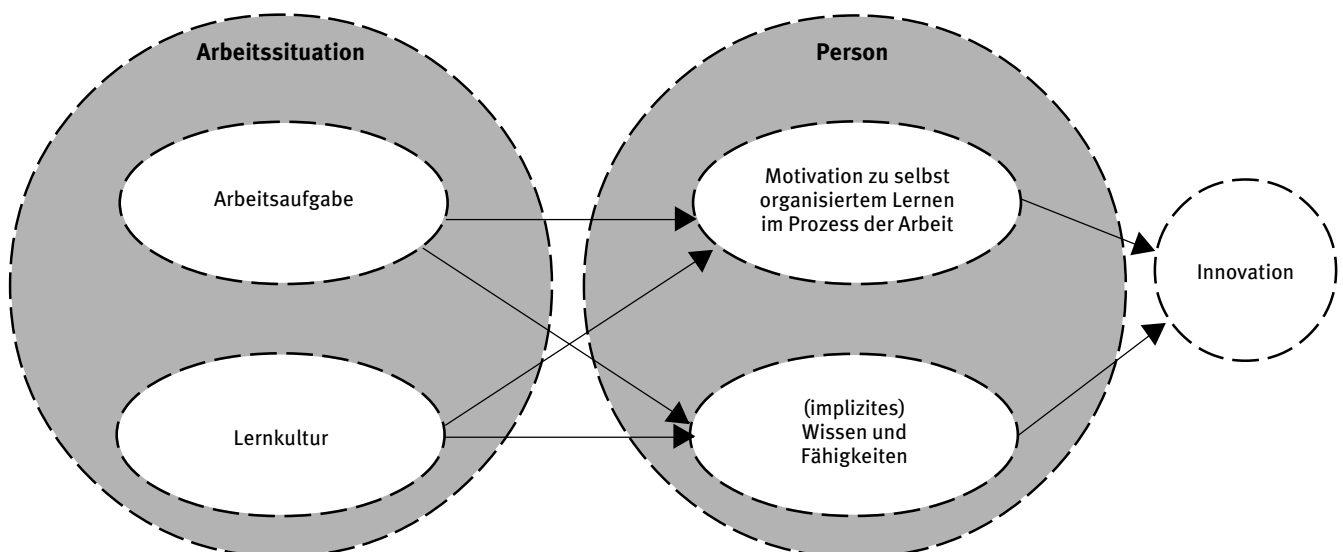 Arbeitssituation
Arbeitsaufgabe
Lernkultur
Person
Motivation zu selbst
organisiertem Lernen
im Prozess der Arbeit
(implizites)
Wissen und
Fähigkeiten
Innovation